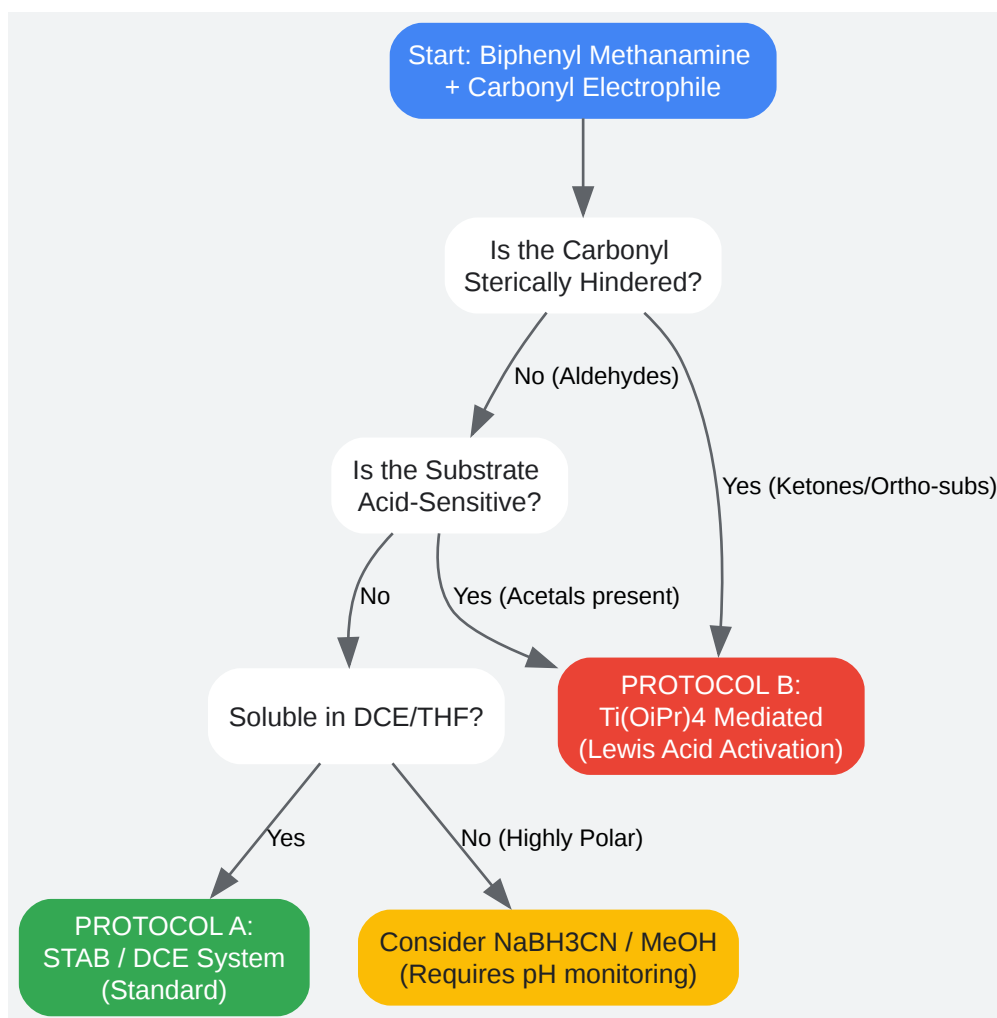 Start: Biphenyl Methanamine
+ Carbonyl Electrophile
Is the Carbonyl
Sterically Hindered?
No (Aldehydes)
Is the Substrate
Acid-Sensitive?
Yes (Ketones/Ortho-subs)
No
Yes (Acetals present)
Soluble in DCE/THF?
PROTOCOL B:
Ti(OiPr)4 Mediated
(Lewis Acid Activation)
Yes
No (Highly Polar)
PROTOCOL A:
STAB / DCE System
(Standard)
Consider NaBH3CN / MeOH
(Requires pH monitoring)